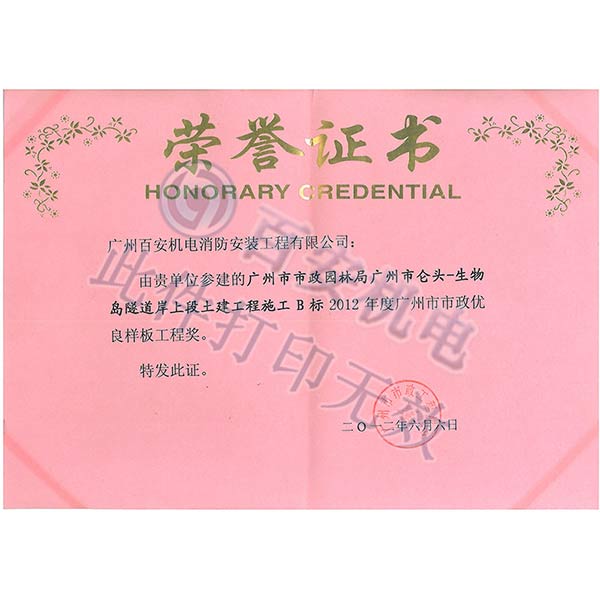 荣誉证书
HONORARY CREDENTIAL
广州百安机电消防安装工程有限公司：
由贵单位参建的广州市市政园林局广州市仑头-生物
岛隧道岸上段土建工程施工 B 标 2012 年度广州市市政优
良样板工程奖。
特发此证。
二〇一二年六月六日
百安机电
此件打印无效